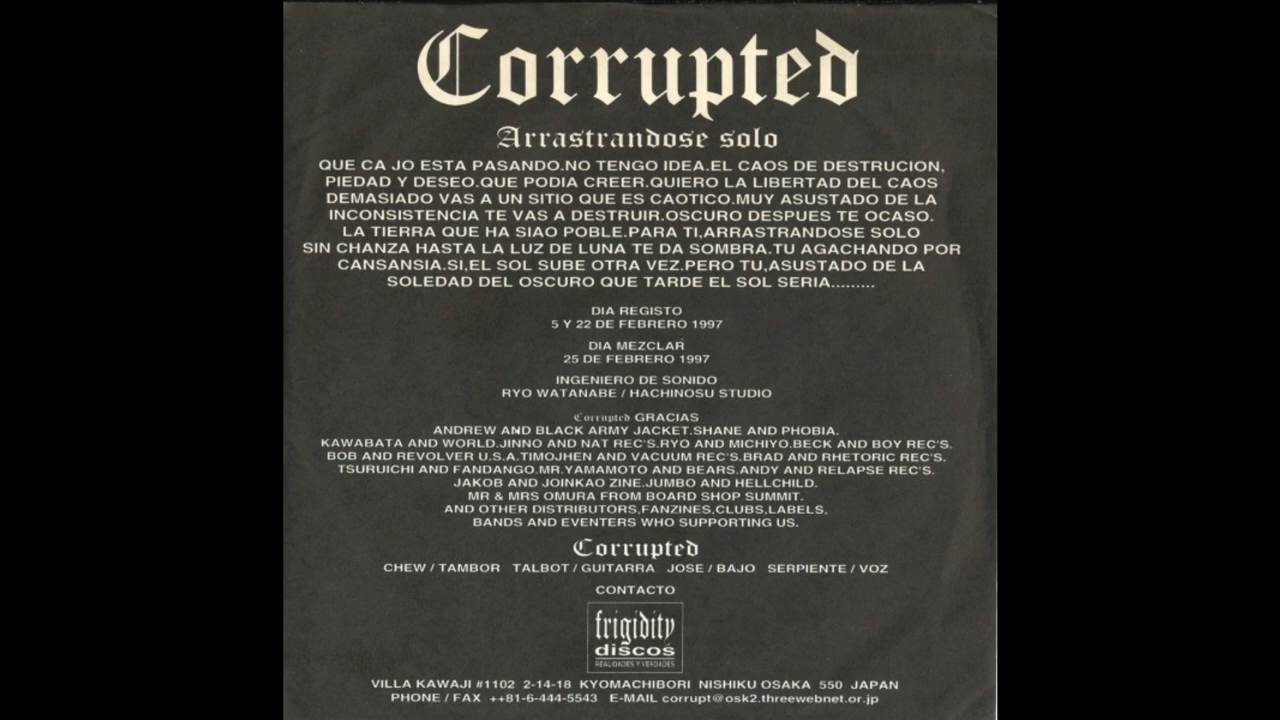 Corrupted
Arrastrandose solo
QUE CA JO ESTA PASANDO.NO TENGO IDEA.EL CAOS DE DESTRUCION,
PIEDAD Y DESEO.QUE PODIA CREER.QUIERO LA LIBERTAD DEL CAOS
DEMASIADO VAS A UN SITIO QUE ES CAOTICO.MUY ASUSTADO DE LA
INCONSISTENCIA TE VAS A DESTRUIR.OSCURO DESPUES TE OCASO.
LA TIERRA QUE HA SIAO POBLE.PARA TI,ARRASTRANDOSE SOLO
SIN CHANZA HASTA LA LUZ DE LUNA TE DA SOMBRA.TU AGACHANDO POR
CANSANSIA.SI,EL SOL SUBE OTRA VEZ.PERO TU,ASUSTADO DE LA
SOLEDAD DEL OSCURO QUE TARDE EL SOL SERIA.........
DIA REGISTO
5 Y 22 DE FEBRERO 1997
DIA MEZCLAR
25 DE FEBRERO 1997
INGENIERO DE SONIDO
RYO WATANABE / HACHINOSU STUDIO
Corrupted GRACIAS
ANDREW AND BLACK ARMY JACKET.SHANE AND PHOBIA.
KAWABATA AND WORLD.JINNO AND NAT REC'S.RYO AND MICHIYO.BECK AND BOY REC'S.
BOB AND REVOLVER U.S.A.TIMOJHEN AND VACUUM REC'S.BRAD AND RHETORIC REC'S.
TSURUICHI AND FANDANGO.MR.YAMAMOTO AND BEARS.ANDY AND RELAPSE REC'S.
JAKOB AND JOINKAO ZINE.JUMBO AND HELLCHILD.
MR & MRS OMURA FROM BOARD SHOP SUMMIT.
AND OTHER DISTRIBUTORS,FANZINES,CLUBS,LABELS,
BANDS AND EVENTERS WHO SUPPORTING US.
Corrupted
CHEW / TAMBOR TALBOT / GUITARRA JOSE / BAJO SERPIENTE / VOZ
CONTACTO
frigidity
discos
REALIDADES Y VERDADES
VILLA KAWAJI #1102 2-14-18 KYOMACHIBORI NISHIKU OSAKA 550 JAPAN
PHONE / FAX ++81-6-444-5543 E-MAIL corrupt@osk2.threewebnet.or.jp